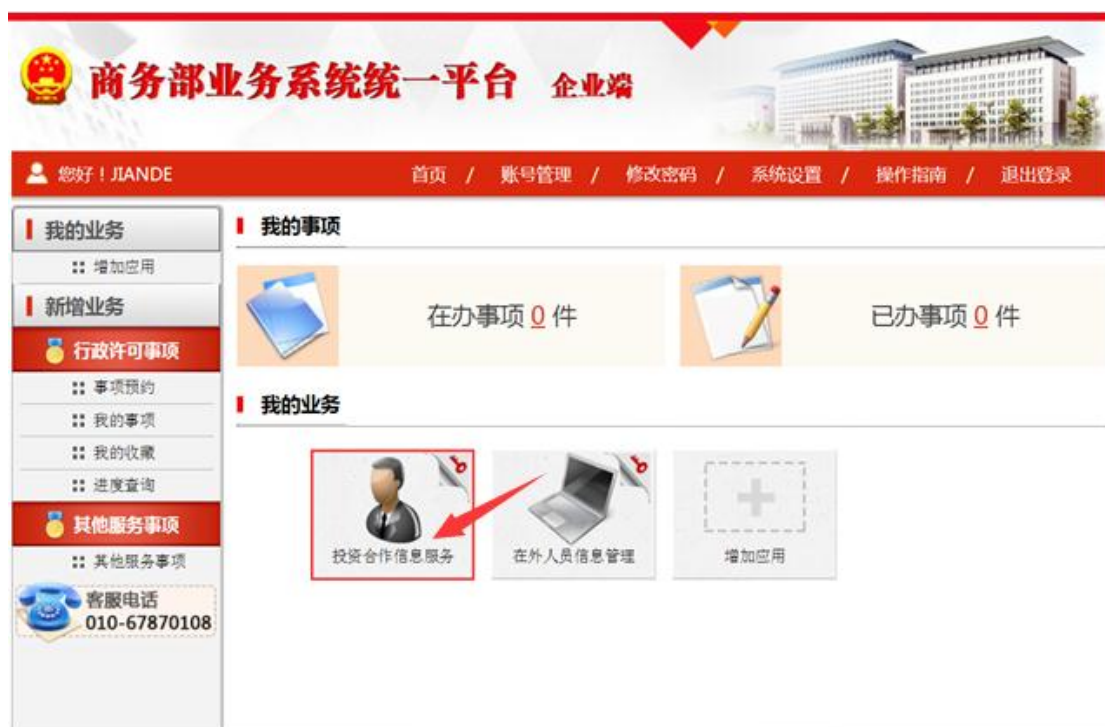 商务部业务系统统一平台 企业端
您好！JIANDE 首页 / 账号管理 / 修改密码 / 系统设置 / 操作指南 / 退出登录
我的业务
增加应用
新增业务
行政许可事项
事项预约
我的事项
我的收藏
进度查询
其他服务事项
其他服务事项
客服电话
010-67870108
我的事项
在办事项 0 件
已办事项 0 件
我的业务
投资合作信息服务
在外人员信息管理
增加应用